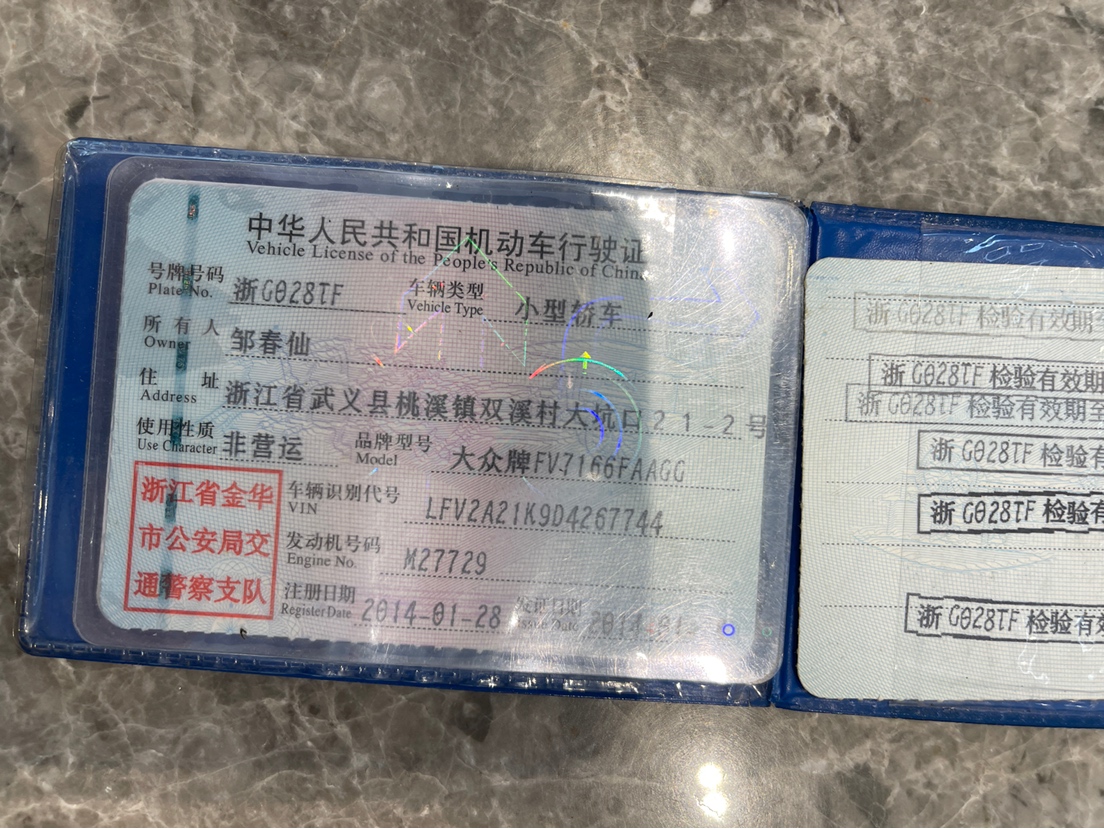 中华人民共和国机动车行驶证
Vehicle License of the People's Republic of China
号牌号码 浙G028TF 车辆类型 小型轿车
Plate No. Vehicle Type
所有人 邹春仙
Owner
住址 浙江省武义县桃溪镇双溪村大坑口21-2号
Address
使用性质 非营运 品牌型号 大众牌FV7166FAAGG
Use Character Model
浙江省金华
市公安局交
通警察支队
车辆识别代号 LFV2A21K9D4267744
VIN
发动机号码 M27729
Engine No.
注册日期 2014-01-28 发证日期 2014-01
Register Date Issue Date
浙G028TF 检验有效期至
浙G028TF 检验有效期
浙G028TF 检验有效期至
浙G028TF 检验有
浙G028TF 检验有
浙G028TF 检验有